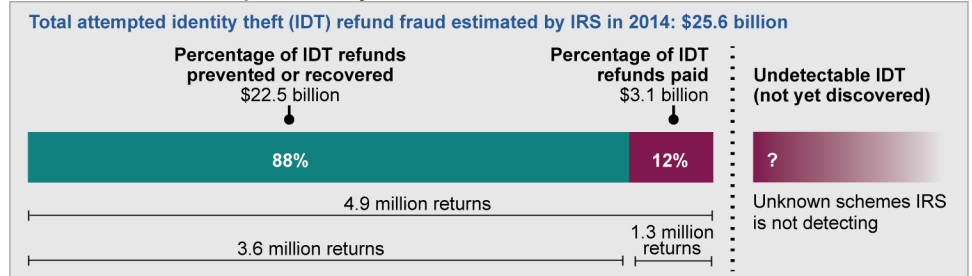 Total attempted identity theft (IDT) refund fraud estimated by IRS in 2014: $25.6 billion
Percentage of IDT refunds
prevented or recovered
$22.5 billion
Percentage of IDT
refunds paid
$3.1 billion
Undetectable IDT
(not yet discovered)
88%
12%
?
4.9 million returns
Unknown schemes IRS
is not detecting
3.6 million returns
1.3 million
returns